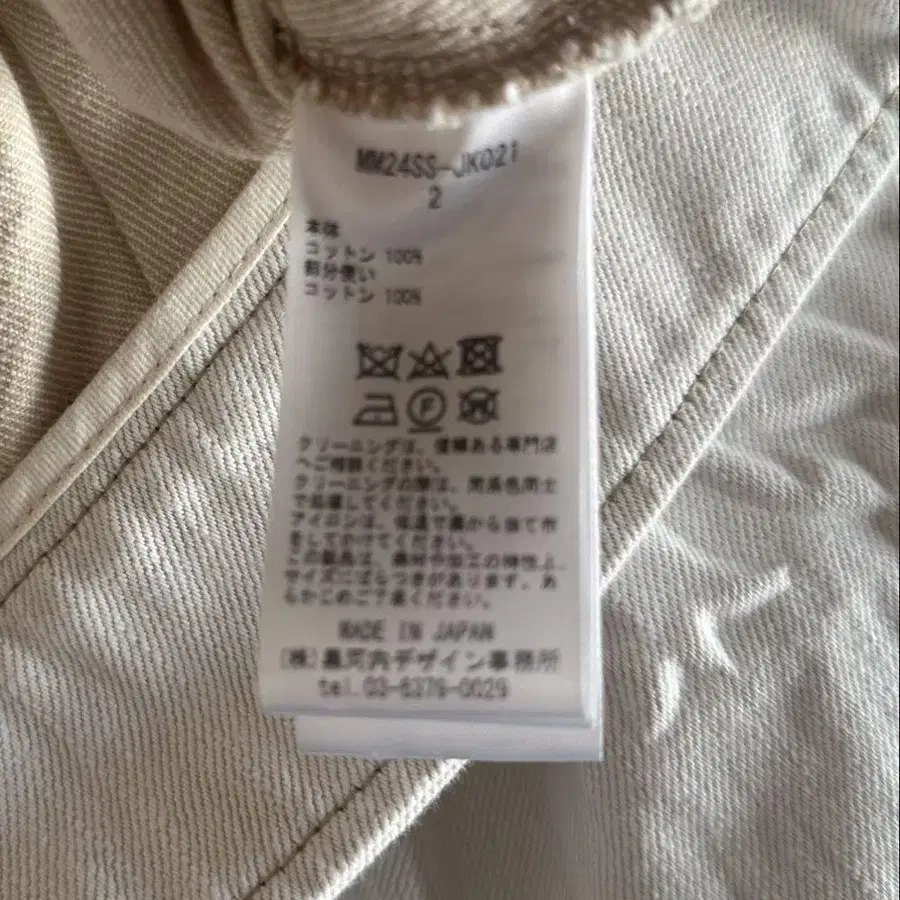 MM24SS-JK021
2
本体
コットン 100%
部分使い
コットン 100%
F
W
クリーニングは、信頼ある専門店
へご相談ください。
クリーニングの際は、同系色同士
で処理してください。
アイロンは、低温で裏から当て布
をしてかけてください。
この製品は、素材や加工の特性上、
サイズにばらつきがあります。あ
らかじめご了承ください。
MADE IN JAPAN
(株)黒河内デザイン事務所
tel.03-6379-0029